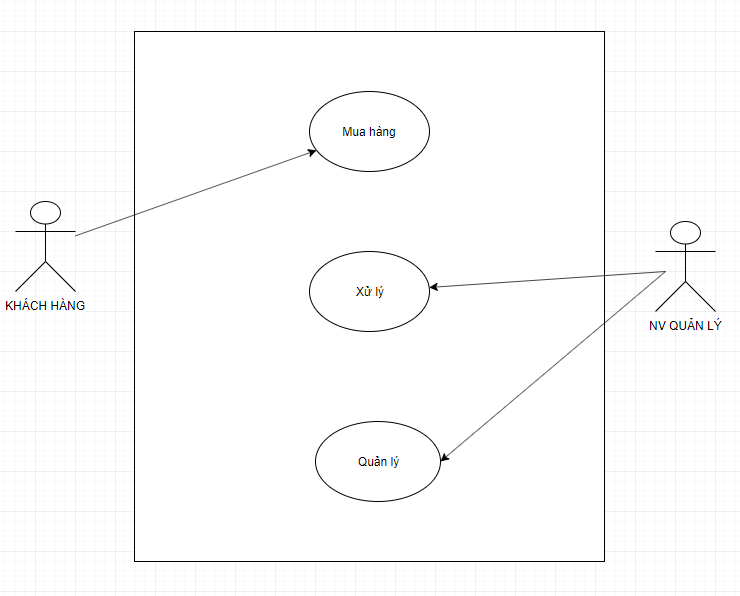 Mua hàng
Xử lý
KHÁCH HÀNG
NV QUẢN LÝ
Quản lý